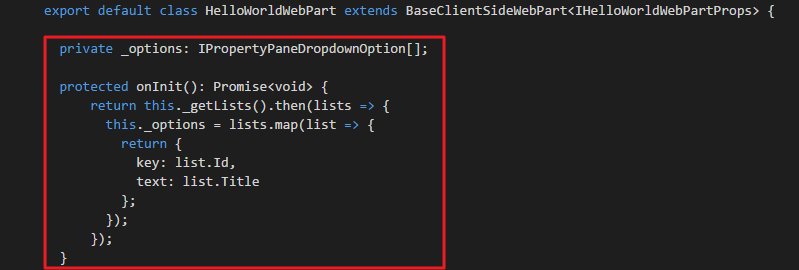 export default class HelloWorldWebPart extends BaseClientSideWebPart<IHelloWorldWebPartProps> {
private _options: IPropertyPaneDropdownOption[];
protected onInit(): Promise<void> {
return this._getLists().then(lists => {
this._options = lists.map(list => {
return {
key: list.Id,
text: list.Title
};
});
});
}